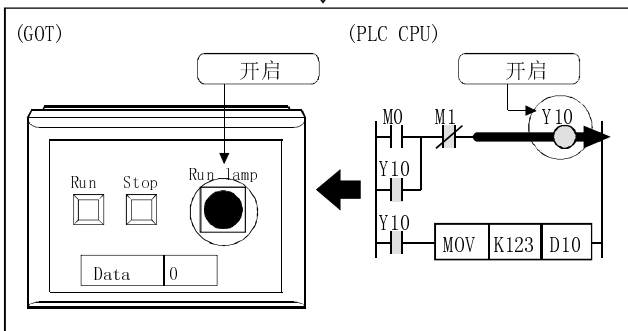 (GOT)
(PLC CPU)
开启
开启
M0 M1 Y10
Run Stop Run lamp
Y10
Y10
MOV K123 D10
Data 0